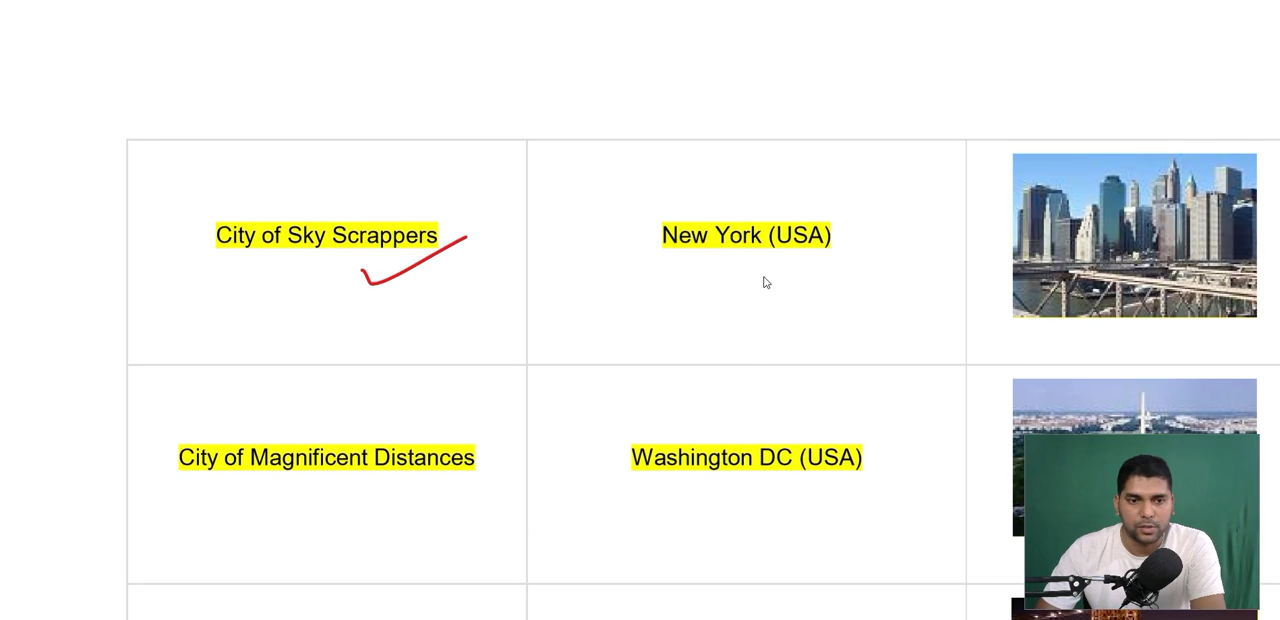 City of Sky Scrappers
New York (USA)
City of Magnificent Distances
Washington DC (USA)